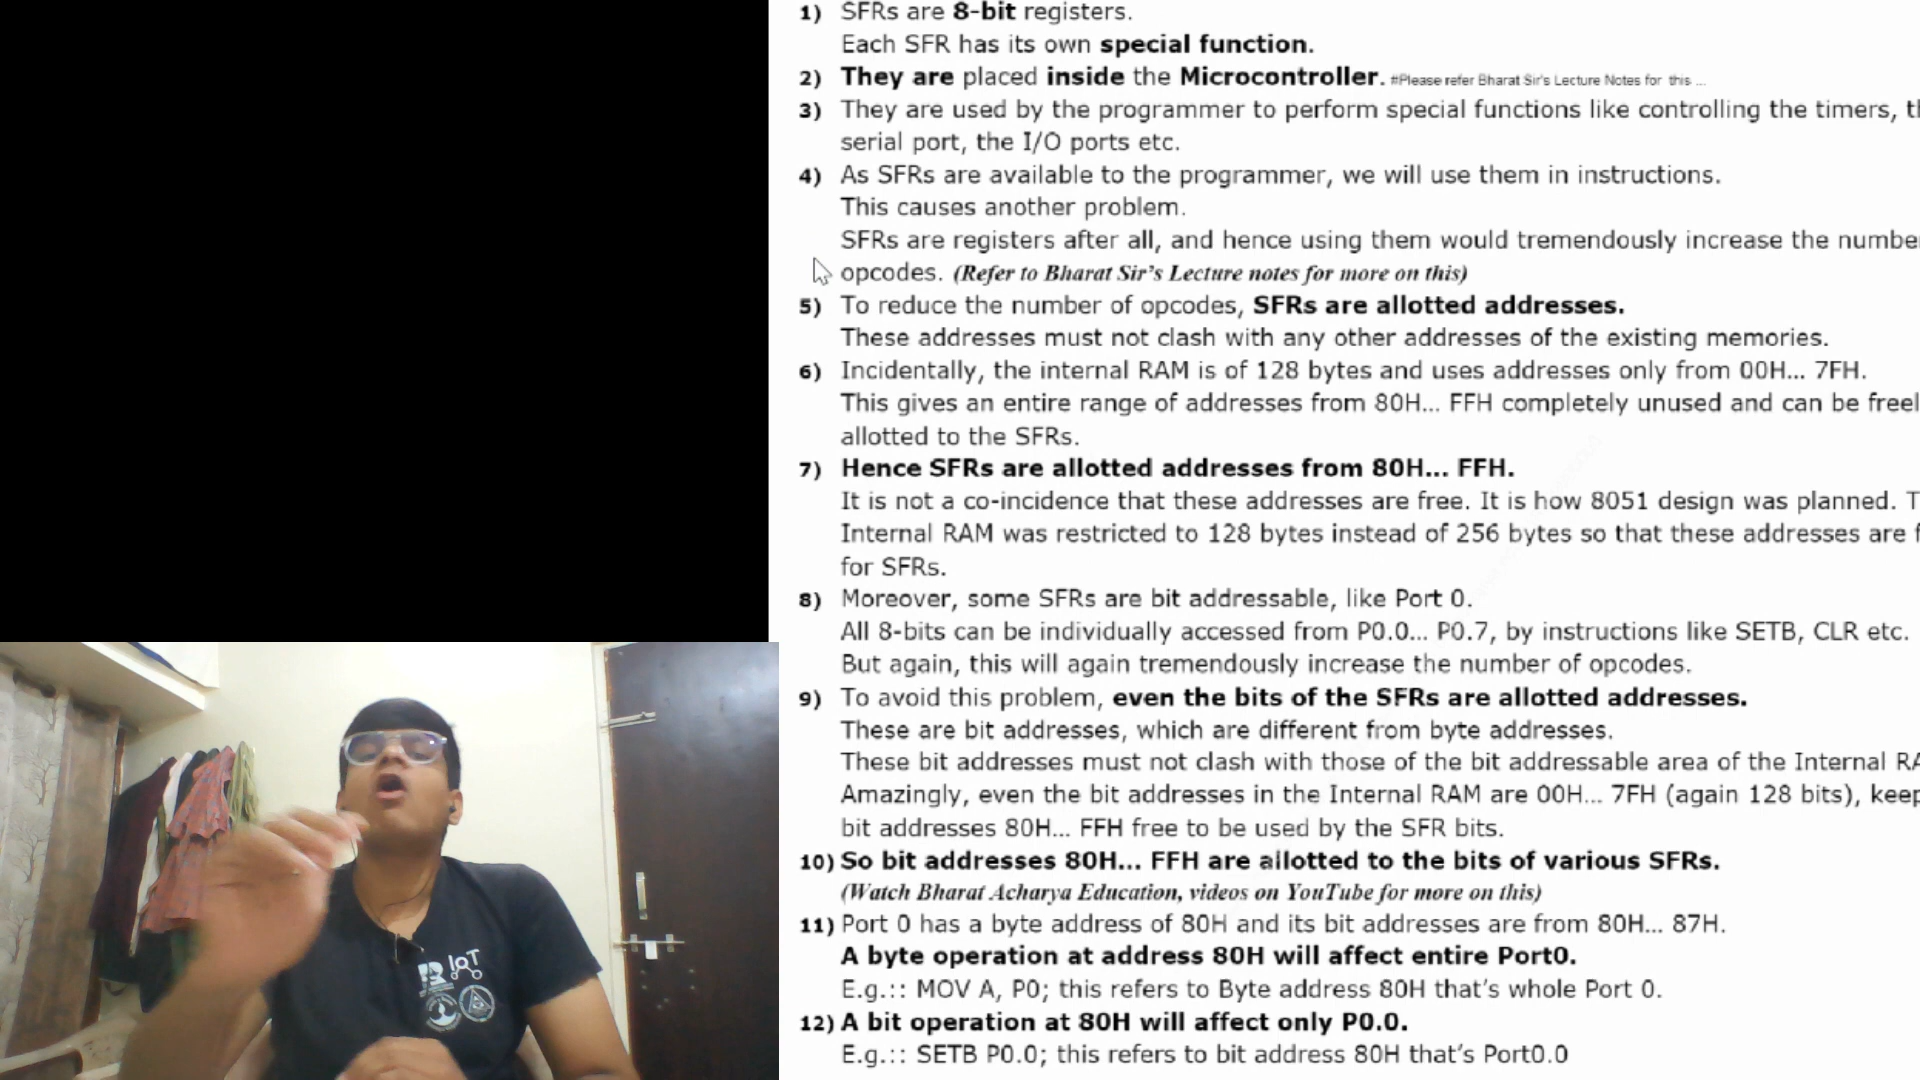 1) SFRs are 8-bit registers.
Each SFR has its own special function.
2) They are placed inside the Microcontroller. #Please refer Bharat Sir's Lecture Notes for this ...
3) They are used by the programmer to perform special functions like controlling the timers, th
serial port, the I/O ports etc.
4) As SFRs are available to the programmer, we will use them in instructions.
This causes another problem.
SFRs are registers after all, and hence using them would tremendously increase the numbe
opcodes. (Refer to Bharat Sir's Lecture notes for more on this)
5) To reduce the number of opcodes, SFRs are allotted addresses.
These addresses must not clash with any other addresses of the existing memories.
6) Incidentally, the internal RAM is of 128 bytes and uses addresses only from 00H... 7FH.
This gives an entire range of addresses from 80H... FFH completely unused and can be freel
allotted to the SFRs.
7) Hence SFRs are allotted addresses from 80H... FFH.
It is not a co-incidence that these addresses are free. It is how 8051 design was planned. T
Internal RAM was restricted to 128 bytes instead of 256 bytes so that these addresses are f
for SFRs.
8) Moreover, some SFRs are bit addressable, like Port 0.
All 8-bits can be individually accessed from P0.0... P0.7, by instructions like SETB, CLR etc.
But again, this will again tremendously increase the number of opcodes.
9) To avoid this problem, even the bits of the SFRs are allotted addresses.
These are bit addresses, which are different from byte addresses.
These bit addresses must not clash with those of the bit addressable area of the Internal RA
Amazingly, even the bit addresses in the Internal RAM are 00H... 7FH (again 128 bits), keep
bit addresses 80H... FFH free to be used by the SFR bits.
10) So bit addresses 80H... FFH are allotted to the bits of various SFRs.
(Watch Bharat Acharya Education, videos on YouTube for more on this)
11) Port 0 has a byte address of 80H and its bit addresses are from 80H... 87H.
A byte operation at address 80H will affect entire Port0.
E.g.:: MOV A, P0; this refers to Byte address 80H that's whole Port 0.
12) A bit operation at 80H will affect only P0.0.
E.g.:: SETB P0.0; this refers to bit address 80H that's Port0.0
IoT